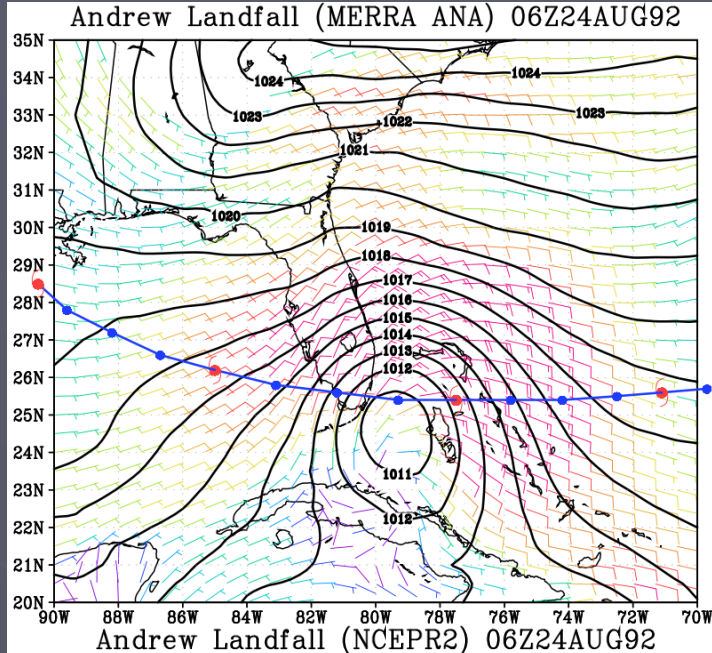 Andrew Landfall (MERRA ANA) 06Z24AUG92
35N
34N
33N
32N
31N
30N
29N
28N
27N
26N
25N
24N
23N
22N
21N
20N
1024
1024
1023
1023
1022
1021
1020
1019
1018
1017
1016
1015
1014
1013
1012
1011
1012
90W 88W 86W 84W 82W 80W 78W 76W 74W 72W 70W
Andrew Landfall (NCEPR2) 06Z24AUG92